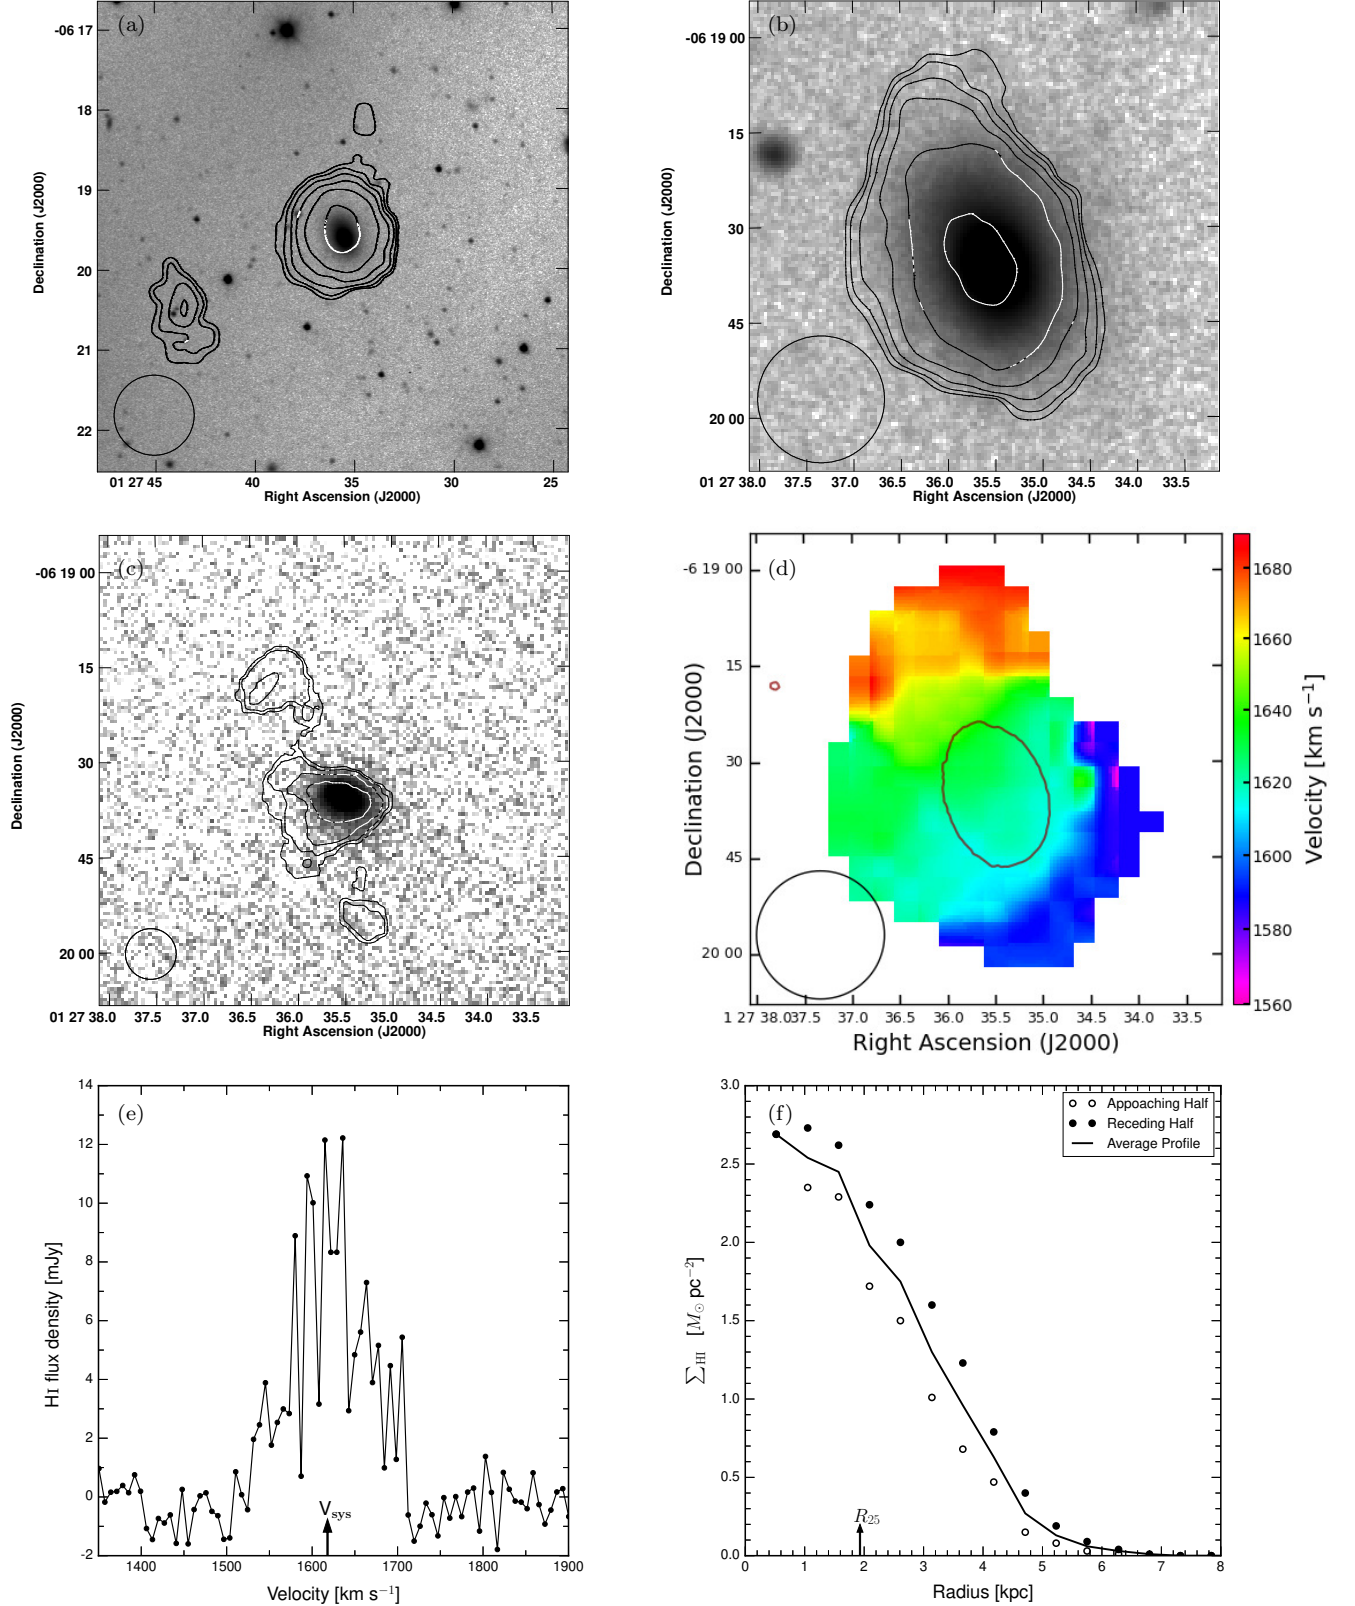 (a)
-06 17
18
19
20
21
22
Declination (J2000)
01 27 45
40
35
30
25
Right Ascension (J2000)
(b)
-06 19 00
15
30
45
20 00
Declination (J2000)
01 27 38.0
37.5
37.0
36.5
36.0
35.5
35.0
34.5
34.0
33.5
Right Ascension (J2000)
(c)
-06 19 00
15
30
45
20 00
Declination (J2000)
01 27 38.0
37.5
37.0
36.5
36.0
35.5
35.0
34.5
34.0
33.5
Right Ascension (J2000)
(d)
-6 19 00
15
30
45
20 00
Declination (J2000)
1 27 38.0
37.5
37.0
36.5
36.0
35.5
35.0
34.5
34.0
33.5
Right Ascension (J2000)
1680
1660
1640
1620
1600
1580
1560
Velocity [km s⁻¹]
(e)
14
12
10
8
6
4
2
0
-2
HI flux density [mJy]
V_sys
1400
1500
1600
1700
1800
1900
Velocity [km s⁻¹]
(f)
Appoaching Half
Receding Half
Average Profile
3.0
2.5
2.0
1.5
1.0
0.5
0.0
∑_HI [M_⊙ pc⁻²]
R_25
0
1
2
3
4
5
6
7
8
Radius [kpc]